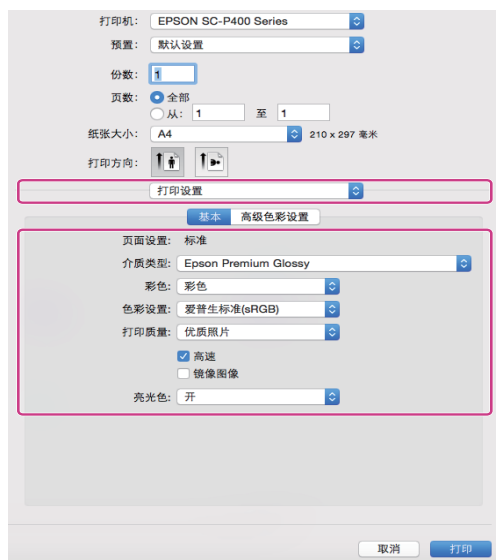 打印机: EPSON SC-P400 Series
预置: 默认设置
份数: 1
页数: 全部
从: 1 至 1
纸张大小: A4 210 x 297 毫米
打印方向:
打印设置
基本 高级色彩设置
页面设置: 标准
介质类型: Epson Premium Glossy
彩色: 彩色
色彩设置: 爱普生标准(sRGB)
打印质量: 优质照片
高速
镜像图像
亮光色: 开
取消 打印